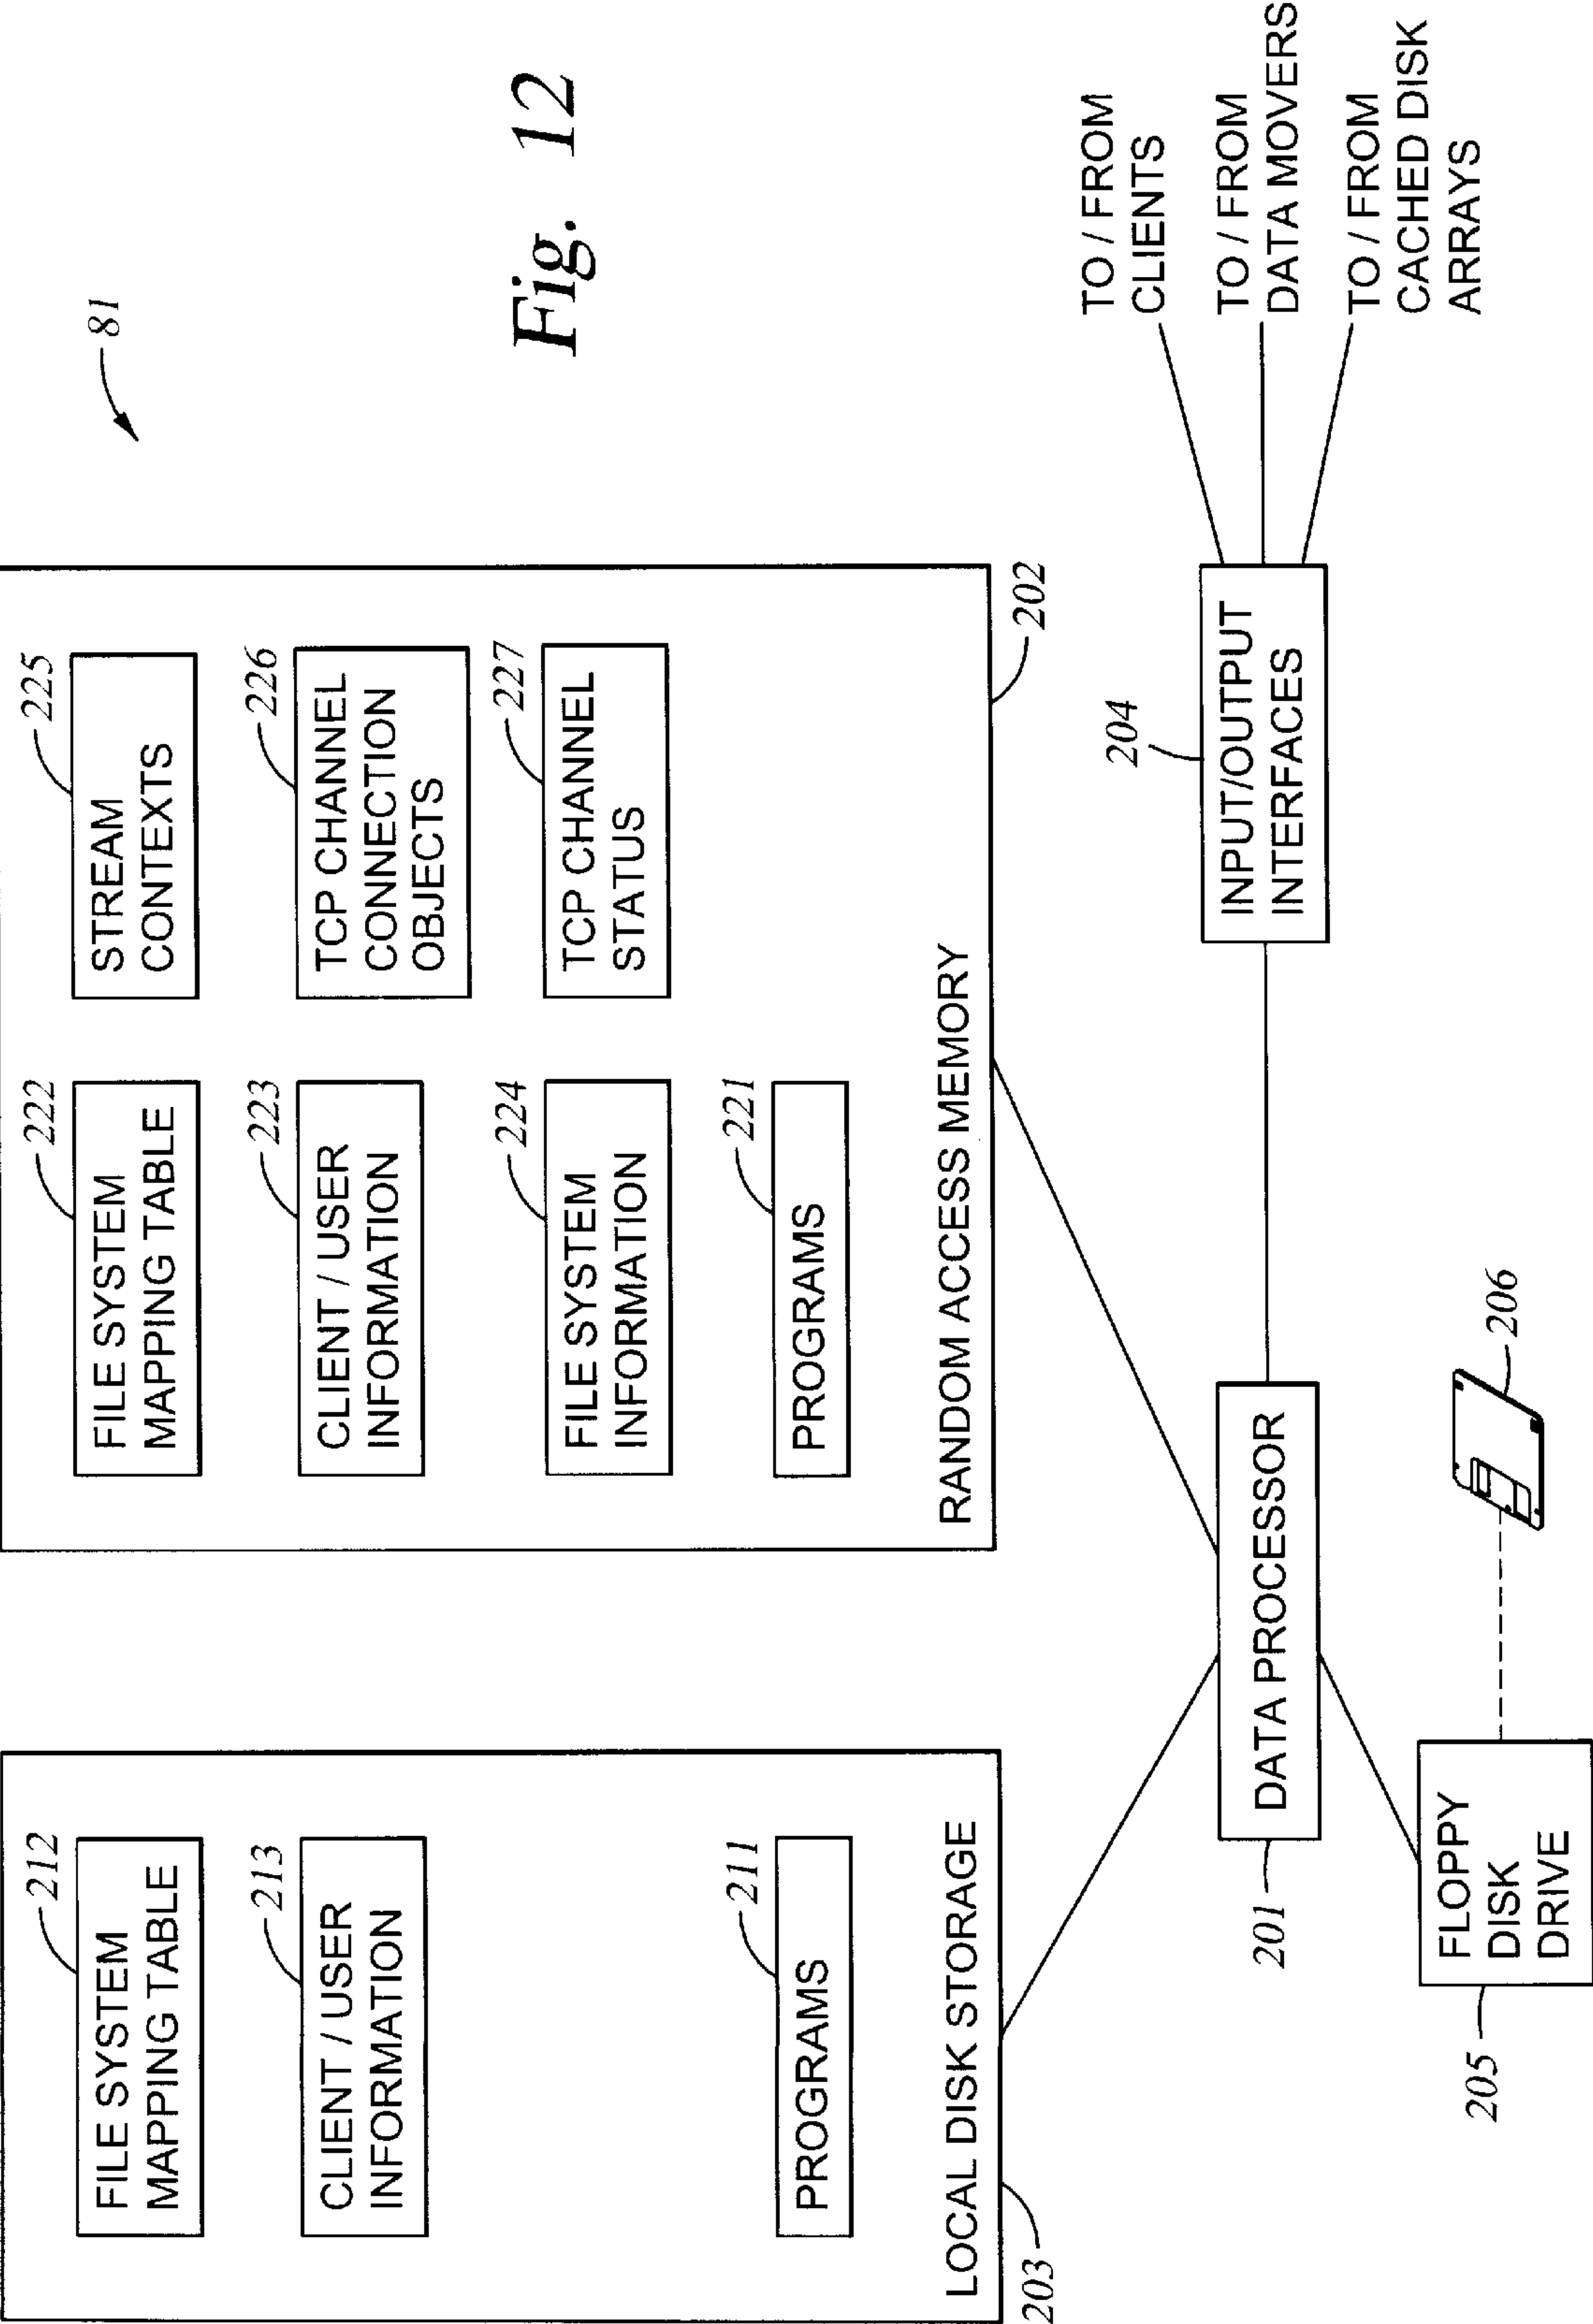 81
Fig. 12
212
FILE SYSTEM
MAPPING TABLE
213
CLIENT / USER
INFORMATION
211
PROGRAMS
LOCAL DISK STORAGE
203
222
FILE SYSTEM
MAPPING TABLE
223
CLIENT / USER
INFORMATION
224
FILE SYSTEM
INFORMATION
221
PROGRAMS
225
STREAM
CONTEXTS
226
TCP CHANNEL
CONNECTION
OBJECTS
227
TCP CHANNEL
STATUS
RANDOM ACCESS MEMORY
202
201
DATA PROCESSOR
204
INPUT/OUTPUT
INTERFACES
TO / FROM
CLIENTS
TO / FROM
DATA MOVERS
TO / FROM
CACHED DISK
ARRAYS
205
FLOPPY
DISK
DRIVE
206